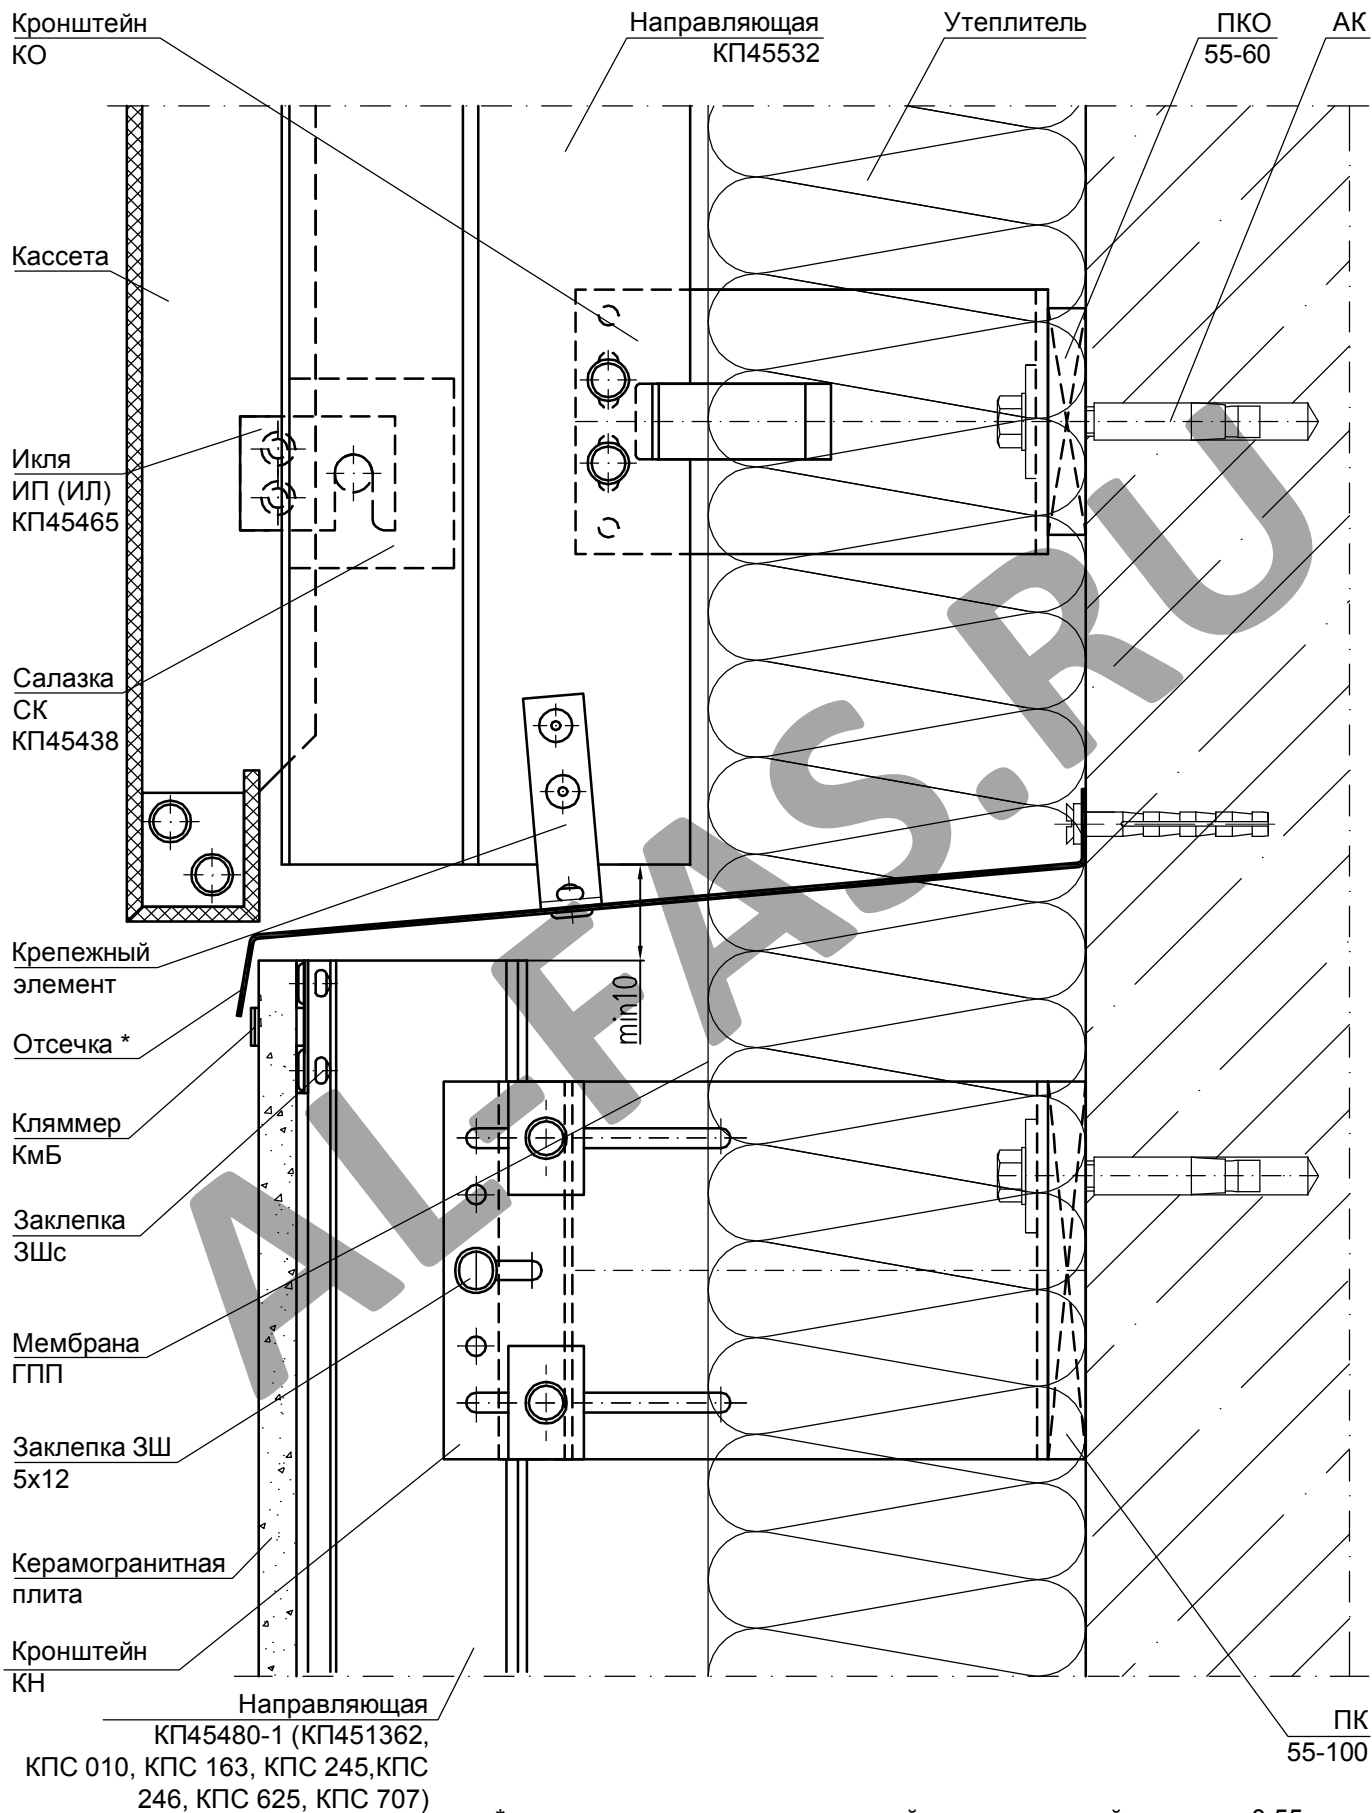 Кронштейн
КО
Направляющая
КП45532
Утеплитель
ПКО
55-60
АК
Кассета
Икля
ИП (ИЛ)
КП45465
Салазка
СК
КП45438
Крепежный
элемент
Отсечка *
min10
Кляммер
КмБ
Заклепка
ЗШс
Мембрана
ГПП
Заклепка ЗШ
5х12
Керамогранитная
плита
Кронштейн
КН
Направляющая
КП45480-1 (КП451362,
КПС 010, КПС 163, КПС 245,КПС
246, КПС 625, КПС 707)
ПК
55-100
AL-FAS.RU